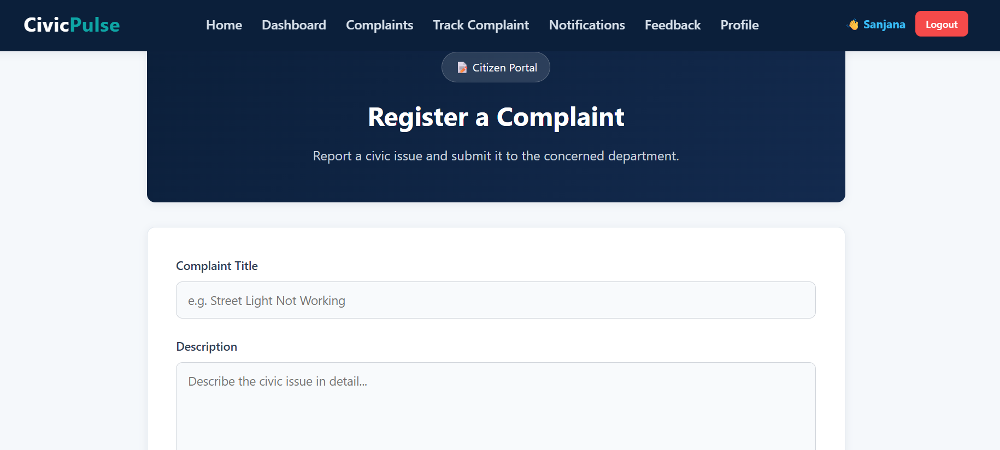 CivicPulse Home Dashboard Complaints Track Complaint Notifications Feedback Profile 👋 Sanjana Logout
📝 Citizen Portal
Register a Complaint
Report a civic issue and submit it to the concerned department.
Complaint Title
e.g. Street Light Not Working
Description
Describe the civic issue in detail...